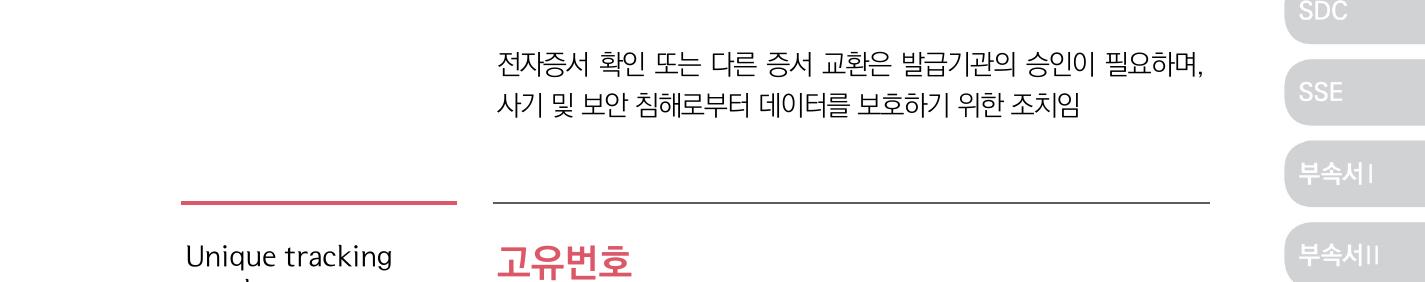 전자증서 확인 또는 다른 증서 교환은 발급기관의 승인이 필요하며,
사기 및 보안 침해로부터 데이터를 보호하기 위한 조치임
Unique tracking
고유번호
SDC
SSE
부속서I
부속서II